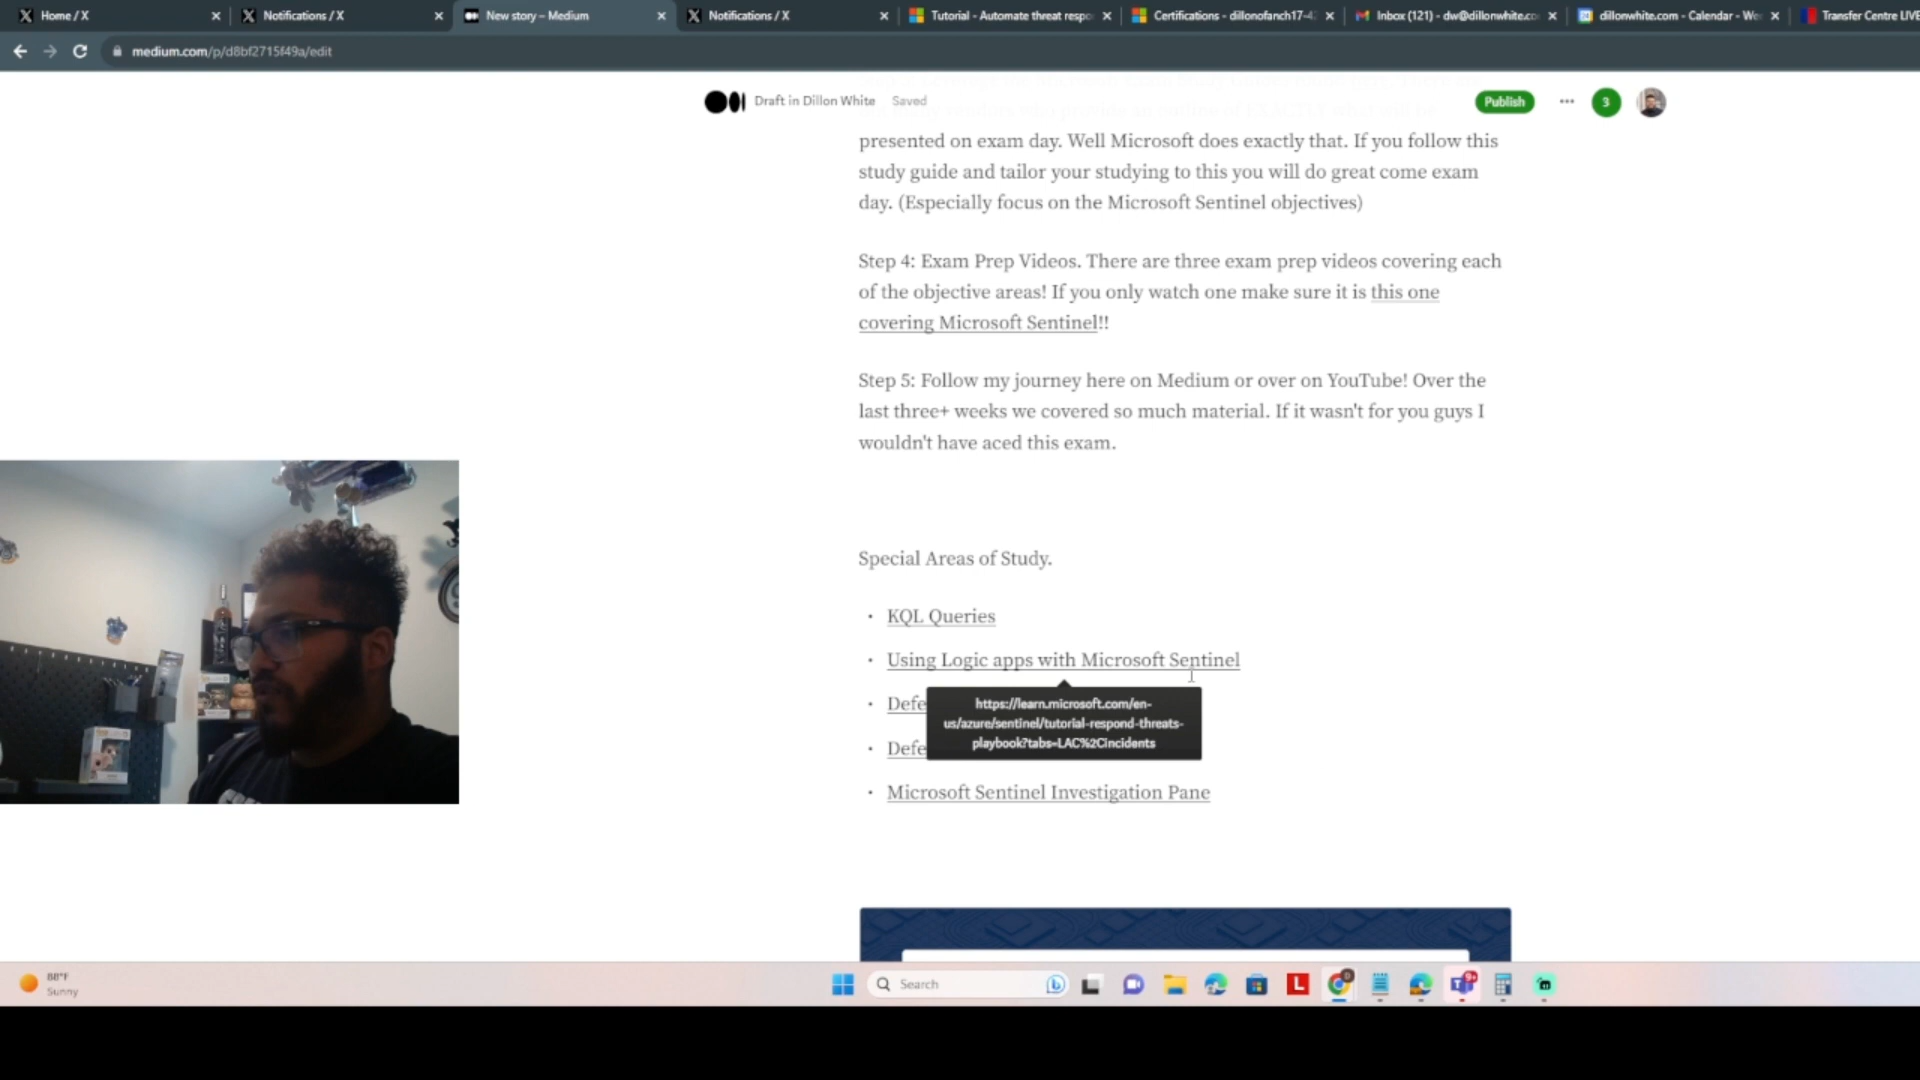 Home / X
Notifications / X
New story – Medium
Notifications / X
Tutorial - Automate threat respo
Certifications - dillonofanch17-4
Inbox (121) - dw@dillonwhite.co
dillonwhite.com - Calendar - We
Transfer Centre LIVE
medium.com/p/d8bf2715f49a/edit
Draft in Dillon White Saved
Publish
3
presented on exam day. Well Microsoft does exactly that. If you follow this
study guide and tailor your studying to this you will do great come exam
day. (Especially focus on the Microsoft Sentinel objectives)
Step 4: Exam Prep Videos. There are three exam prep videos covering each
of the objective areas! If you only watch one make sure it is this one
covering Microsoft Sentinel!!
Step 5: Follow my journey here on Medium or over on YouTube! Over the
last three+ weeks we covered so much material. If it wasn't for you guys I
wouldn't have aced this exam.
Special Areas of Study.
• KQL Queries
• Using Logic apps with Microsoft Sentinel
• Defe
• Defe
https://learn.microsoft.com/en-
us/azure/sentinel/tutorial-respond-threats-
playbook?tabs=LAC%2Cincidents
• Microsoft Sentinel Investigation Pane
88°F
Sunny
Search
L
9+